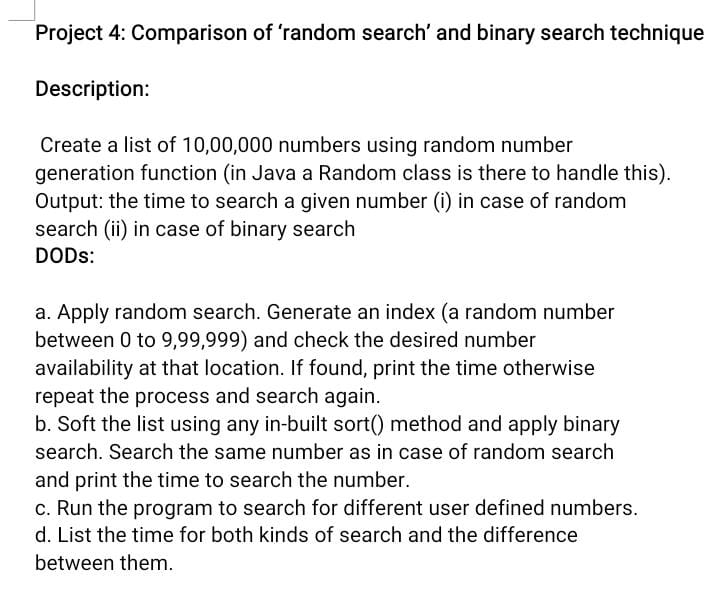 Project 4: Comparison of ‘random search’ and binary search technique
Description:
Create a list of 10,00,000 numbers using random number
generation function (in Java a Random class is there to handle this).
Output: the time to search a given number (i) in case of random
search (ii) in case of binary search
DODs:
a. Apply random search. Generate an index (a random number
between 0 to 9,99,999) and check the desired number
availability at that location. If found, print the time otherwise
repeat the process and search again.
b. Soft the list using any in-built sort() method and apply binary
search. Search the same number as in case of random search
and print the time to search the number.
c. Run the program to search for different user defined numbers.
d. List the time for both kinds of search and the difference
between them.